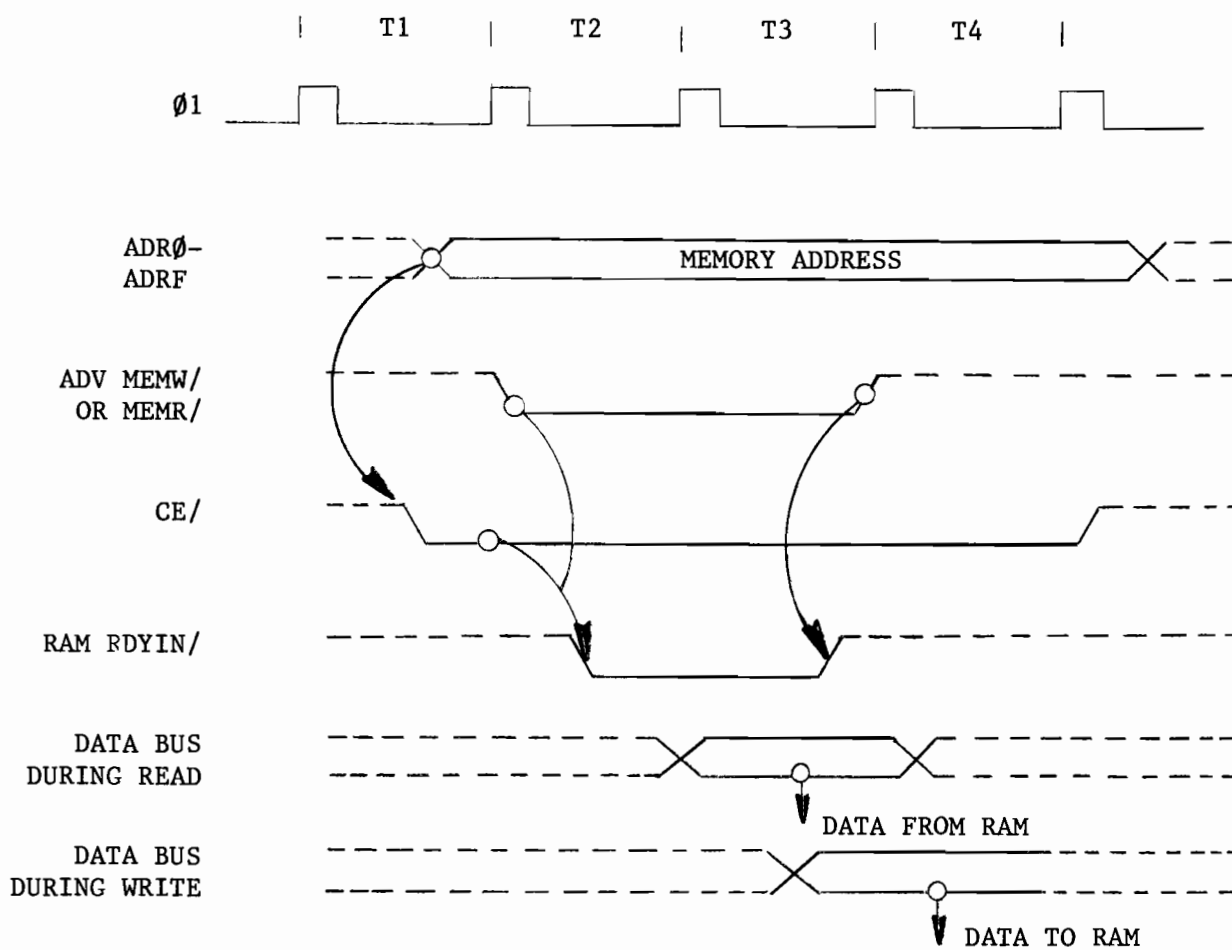 T1 T2 T3 T4
Ø1
ADRØ-
ADRF
MEMORY ADDRESS
ADV MEMW/
OR MEMR/
CE/
RAM RDYIN/
DATA BUS
DURING READ
DATA FROM RAM
DATA BUS
DURING WRITE
DATA TO RAM